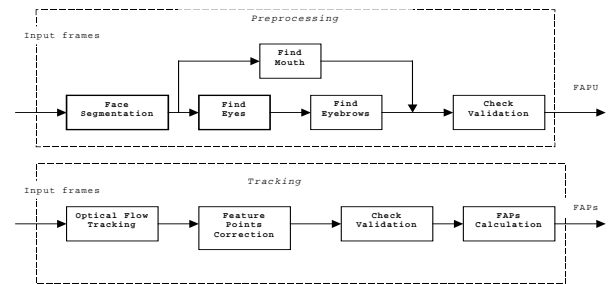 Preprocessing
Input frames
Find
Mouth
FAPU
Face
Segmentation
Find
Eyes
Find
Eyebrows
Check
Validation
Tracking
Input frames
FAPs
Optical Flow
Tracking
Feature
Points
Correction
Check
Validation
FAPs
Calculation